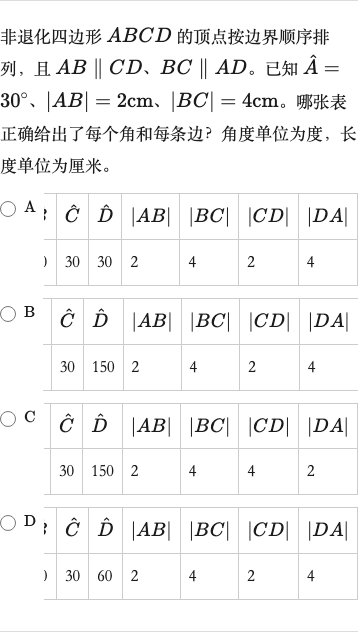 非退化四边形 ABCD 的顶点按边界顺序排
列，且 AB ∥ CD、BC ∥ AD。已知 Â =
30°、|AB| = 2cm、|BC| = 4cm。哪张表
正确给出了每个角和每条边？角度单位为度，长
度单位为厘米。
A
Ĉ D̂ |AB| |BC| |CD| |DA|
30 30 2 4 2 4
B
Ĉ D̂ |AB| |BC| |CD| |DA|
30 150 2 4 2 4
C
Ĉ D̂ |AB| |BC| |CD| |DA|
30 150 2 4 4 2
D
Ĉ D̂ |AB| |BC| |CD| |DA|
30 60 2 4 2 4